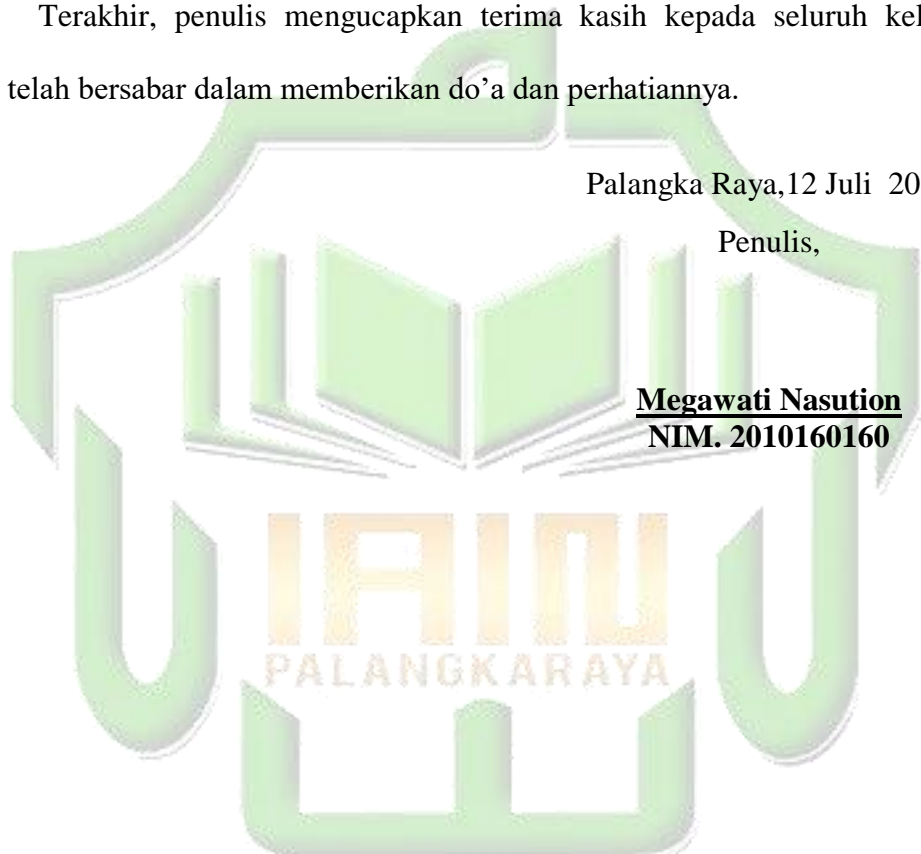 Terakhir, penulis mengucapkan terima kasih kepada seluruh
telah bersabar dalam memberikan do’a dan perhatiannya.
Palangka Raya,12 Juli 20
Penulis,
Megawati Nasution
NIM. 2010160160
IAIN
PALANGKARAYA